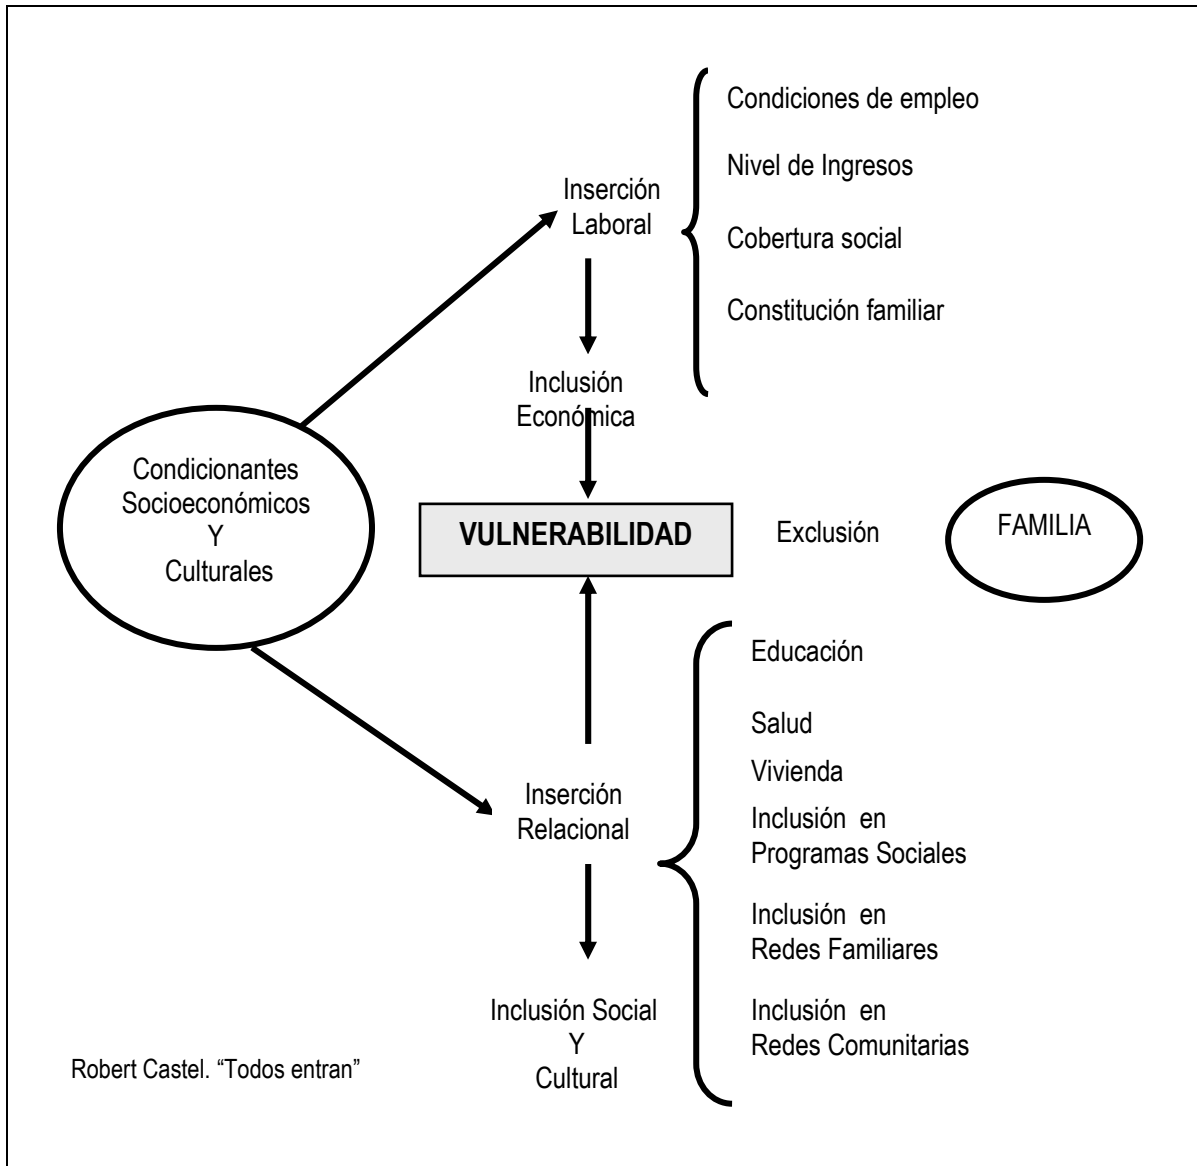 Condiciones de empleo
Nivel de Ingresos
Inserción
Laboral
Cobertura social
Constitución familiar
Inclusión
Económica
Condicionantes
Socioeconómicos
Y
Culturales
VULNERABILIDAD
Exclusión
FAMILIA
Educación
Salud
Vivienda
Inserción
Relacional
Inclusión en
Programas Sociales
Inclusión en
Redes Familiares
Inclusión Social
Y
Cultural
Inclusión en
Redes Comunitarias
Robert Castel. “Todos entran”